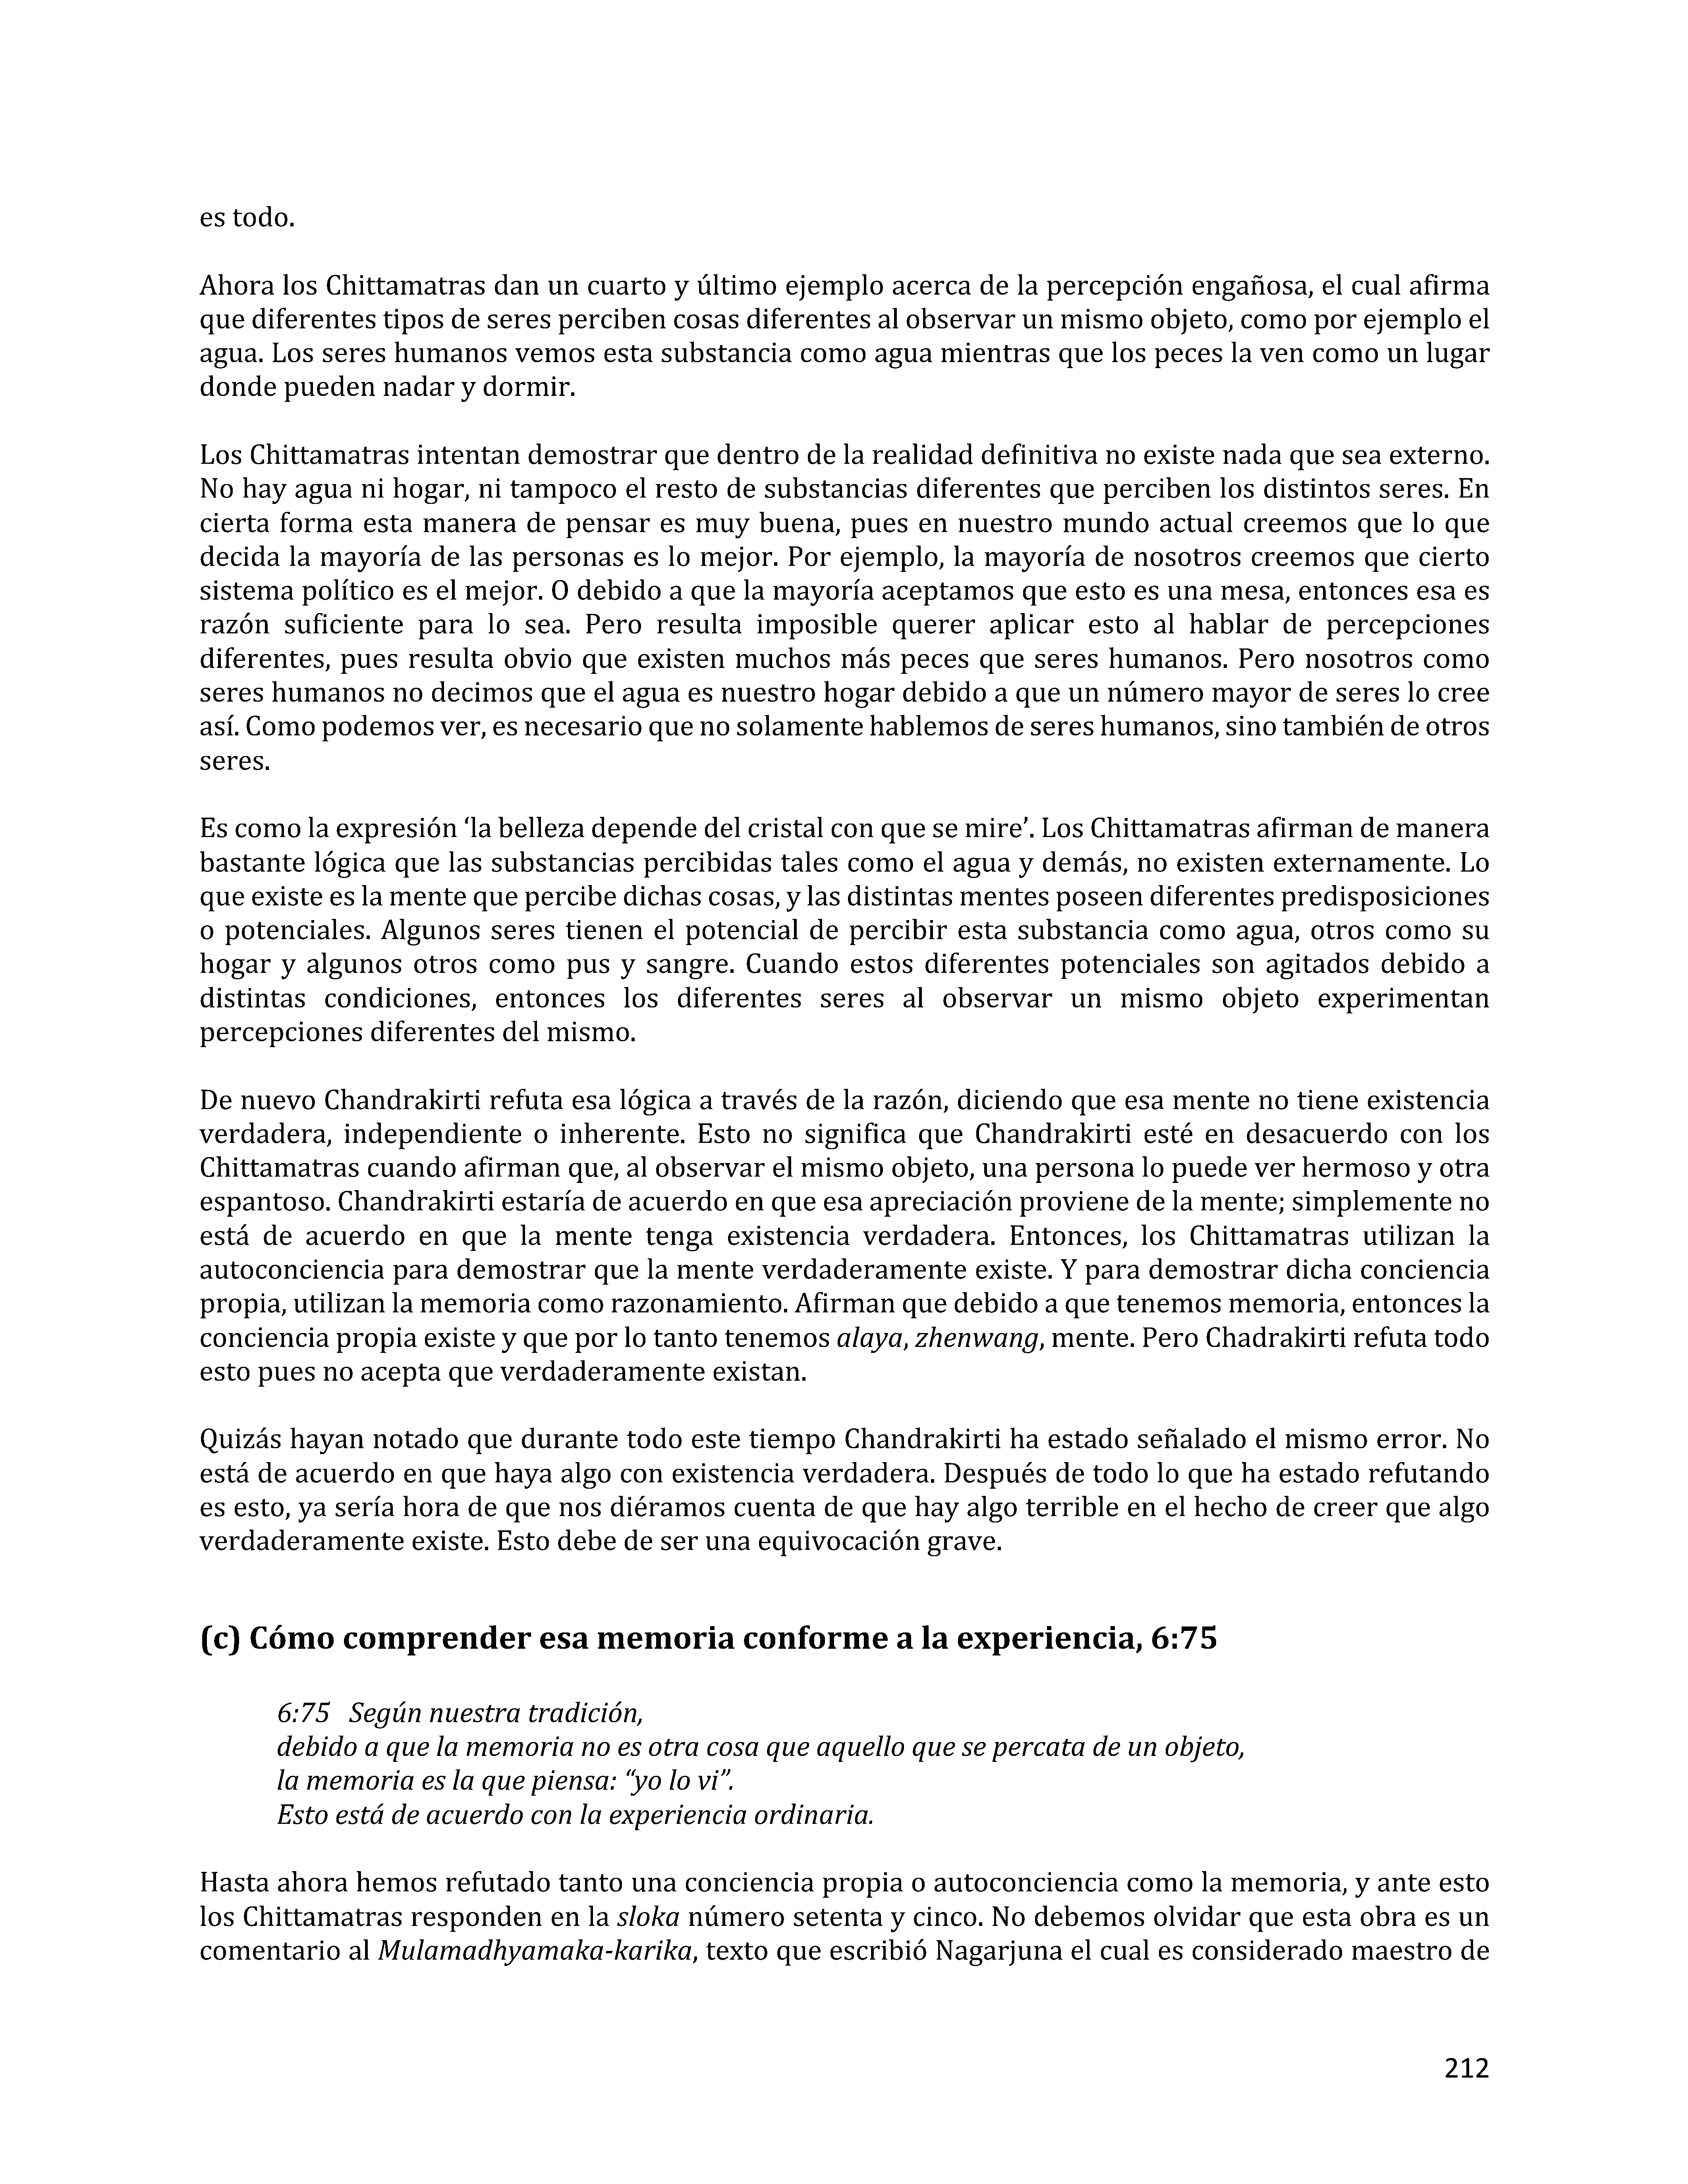 es todo.
Ahora los Chittamatras dan un cuarto y último ejemplo acerca de la percepción engañosa, el cual afirma
que diferentes tipos de seres perciben cosas diferentes al observar un mismo objeto, como por ejemplo el
agua. Los seres humanos vemos esta substancia como agua mientras que los peces la ven como un lugar
donde pueden nadar y dormir.
Los Chittamatras intentan demostrar que dentro de la realidad definitiva no existe nada que sea externo.
No hay agua ni hogar, ni tampoco el resto de substancias diferentes que perciben los distintos seres. En
cierta forma esta manera de pensar es muy buena, pues en nuestro mundo actual creemos que lo que
decida la mayoría de las personas es lo mejor. Por ejemplo, la mayoría de nosotros creemos que cierto
sistema político es el mejor. O debido a que la mayoría aceptamos que esto es una mesa, entonces esa es
razón suficiente para lo sea. Pero resulta imposible querer aplicar esto al hablar de percepciones
diferentes, pues resulta obvio que existen muchos más peces que seres humanos. Pero nosotros como
seres humanos no decimos que el agua es nuestro hogar debido a que un número mayor de seres lo cree
así. Como podemos ver, es necesario que no solamente hablemos de seres humanos, sino también de otros
seres.
Es como la expresión ‘la belleza depende del cristal con que se mire’. Los Chittamatras afirman de manera
bastante lógica que las substancias percibidas tales como el agua y demás, no existen externamente. Lo
que existe es la mente que percibe dichas cosas, y las distintas mentes poseen diferentes predisposiciones
o potenciales. Algunos seres tienen el potencial de percibir esta substancia como agua, otros como su
hogar y algunos otros como pus y sangre. Cuando estos diferentes potenciales son agitados debido a
distintas condiciones, entonces los diferentes seres al observar un mismo objeto experimentan
percepciones diferentes del mismo.
De nuevo Chandrakirti refuta esa lógica a través de la razón, diciendo que esa mente no tiene existencia
verdadera, independiente o inherente. Esto no significa que Chandrakirti esté en desacuerdo con los
Chittamatras cuando afirman que, al observar el mismo objeto, una persona lo puede ver hermoso y otra
espantoso. Chandrakirti estaría de acuerdo en que esa apreciación proviene de la mente; simplemente no
está de acuerdo en que la mente tenga existencia verdadera. Entonces, los Chittamatras utilizan la
autoconciencia para demostrar que la mente verdaderamente existe. Y para demostrar dicha conciencia
propia, utilizan la memoria como razonamiento. Afirman que debido a que tenemos memoria, entonces la
conciencia propia existe y que por lo tanto tenemos alaya, zhenwang, mente. Pero Chadrakirti refuta todo
esto pues no acepta que verdaderamente existan.
Quizás hayan notado que durante todo este tiempo Chandrakirti ha estado señalado el mismo error. No
está de acuerdo en que haya algo con existencia verdadera. Después de todo lo que ha estado refutando
es esto, ya sería hora de que nos diéramos cuenta de que hay algo terrible en el hecho de creer que algo
verdaderamente existe. Esto debe de ser una equivocación grave.
(c) Cómo comprender esa memoria conforme a la experiencia, 6:75
6:75 Según nuestra tradición,
debido a que la memoria no es otra cosa que aquello que se percata de un objeto,
la memoria es la que piensa: “yo lo vi”.
Esto está de acuerdo con la experiencia ordinaria.
Hasta ahora hemos refutado tanto una conciencia propia o autoconciencia como la memoria, y ante esto
los Chittamatras responden en la sloka número setenta y cinco. No debemos olvidar que esta obra es un
comentario al Mulamadhyamaka-karika, texto que escribió Nagarjuna el cual es considerado maestro de
212